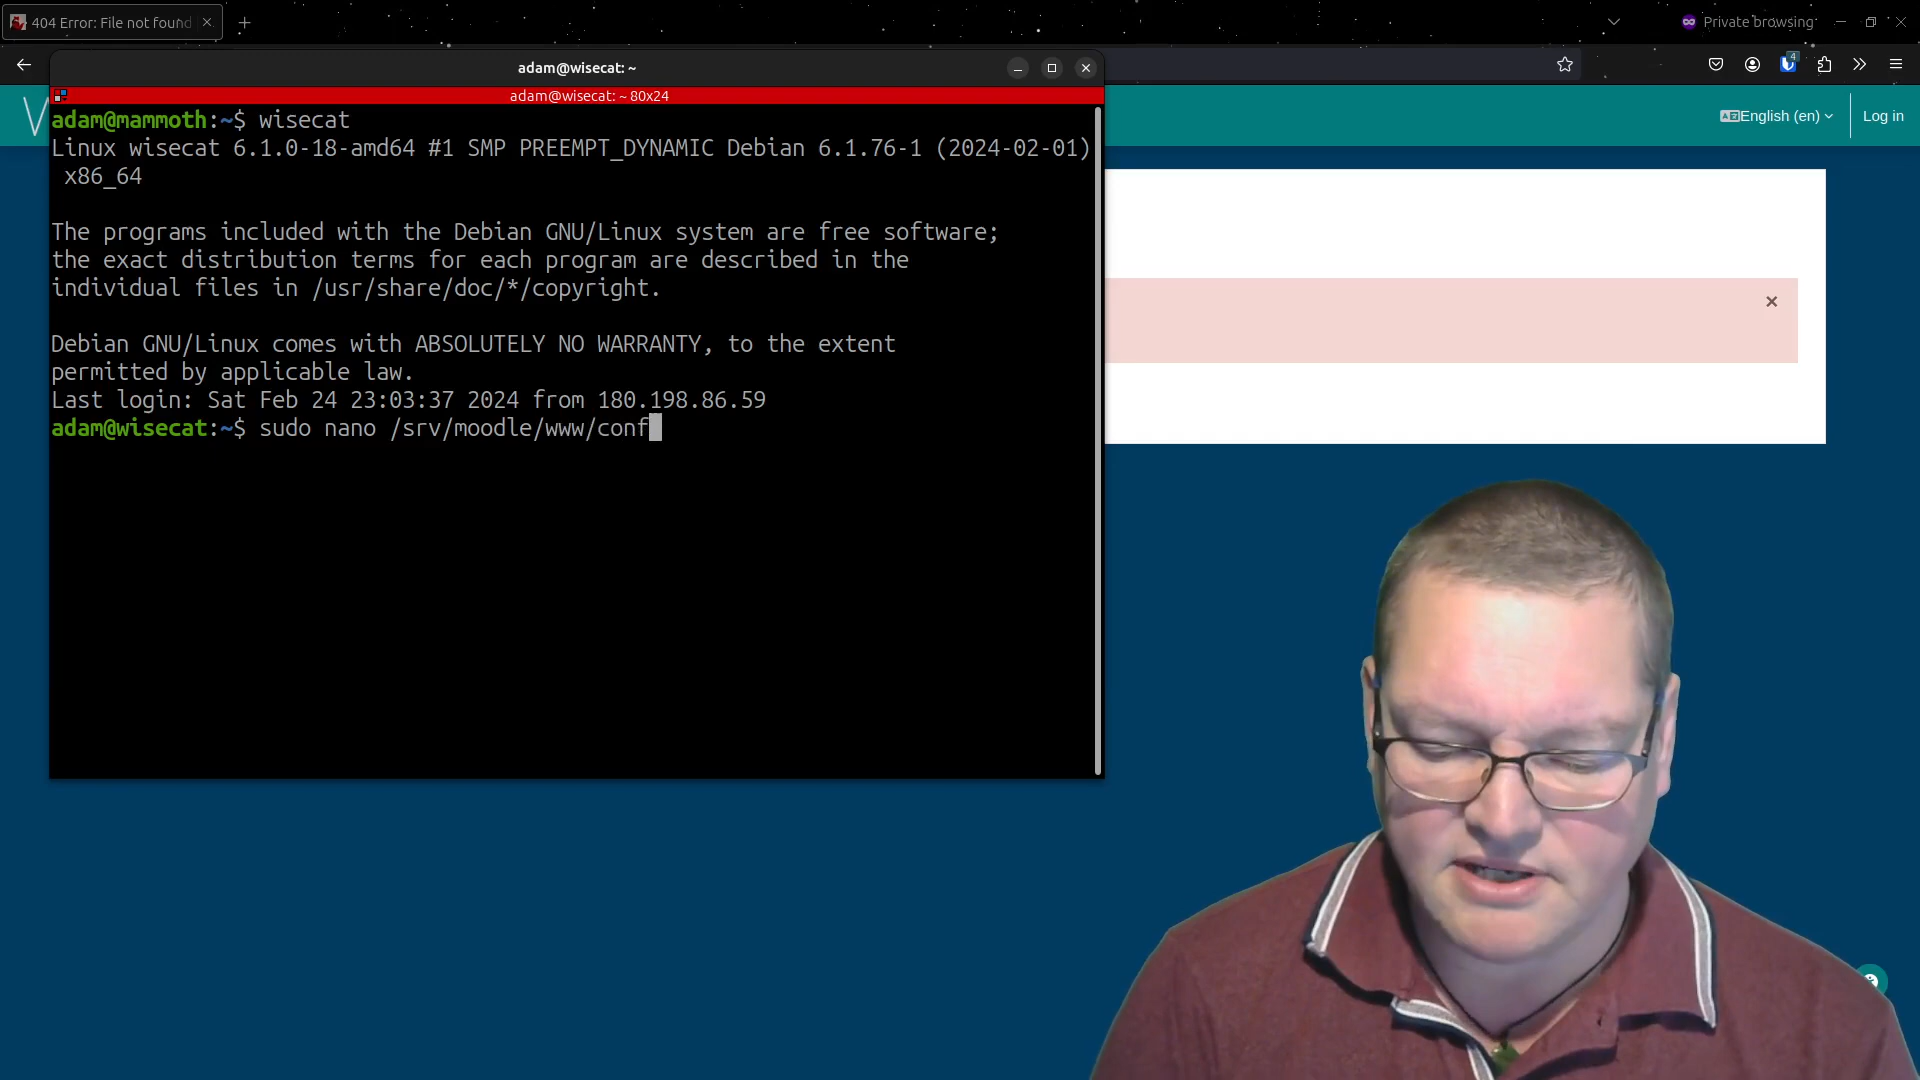 404 Error: File not found
Private browsing
adam@wisecat: ~
4
adam@wisecat: ~ 80x24
English (en)
Log in
adam@mammoth:~$ wisecat
Linux wisecat 6.1.0-18-amd64 #1 SMP PREEMPT_DYNAMIC Debian 6.1.76-1 (2024-02-01)
x86_64
The programs included with the Debian GNU/Linux system are free software;
the exact distribution terms for each program are described in the
individual files in /usr/share/doc/*/copyright.
Debian GNU/Linux comes with ABSOLUTELY NO WARRANTY, to the extent
permitted by applicable law.
Last login: Sat Feb 24 23:03:37 2024 from 180.198.86.59
adam@wisecat:~$ sudo nano /srv/moodle/www/conf